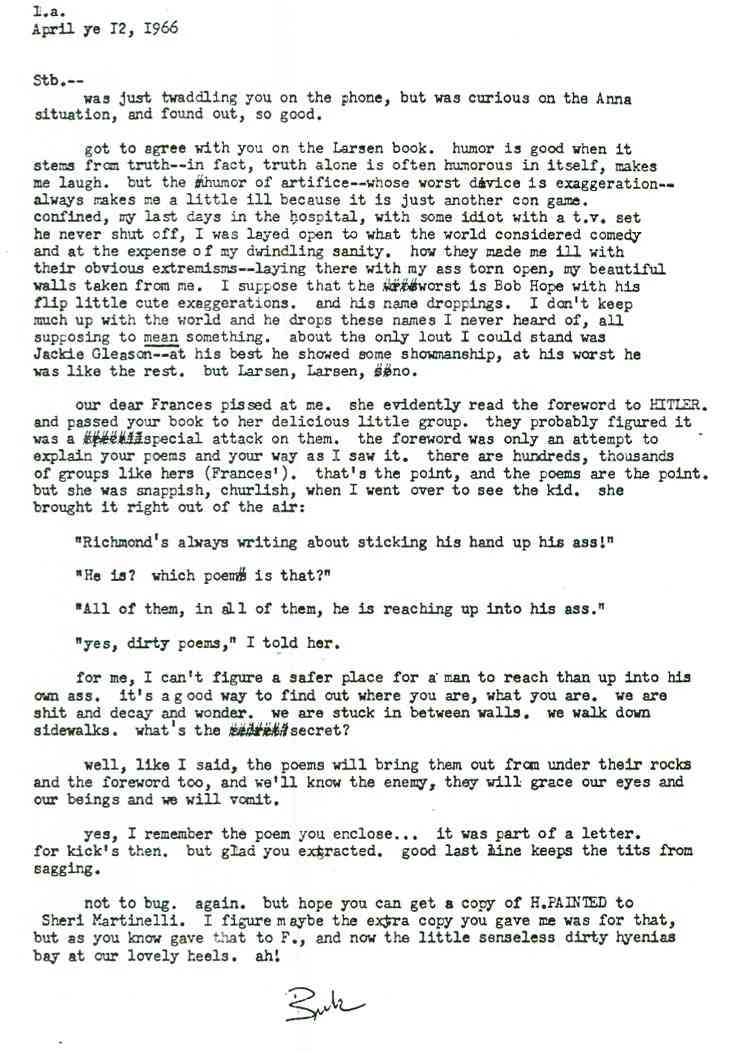 L.a.
April ye I2, I966
Stb.--
was just twaddling you on the phone, but was curious on the Anna
situation, and found out, so good.
got to agree with you on the Larsen book. humor is good when it
stems from truth--in fact, truth alone is often humorous in itself, makes
me laugh. but the humor of artifice--whose worst device is exaggeration--
always makes me a little ill because it is just another con game.
confined, my last days in the hospital, with some idiot with a t.v. set
he never shut off, I was layed open to what the world considered comedy
and at the expense of my dwindling sanity. how they made me ill with
their obvious extremisms--laying there with my ass torn open, my beautiful
walls taken from me. I suppose that the worst is Bob Hope with his
flip little cute exaggerations. and his name droppings. I don't keep
much up with the world and he drops these names I never heard of, all
supposing to mean something. about the only lout I could stand was
Jackie Gleason--at his best he showed some showmanship, at his worst he
was like the rest. but Larsen, Larsen, no.
our dear Frances pissed at me. she evidently read the foreword to HITLER.
and passed your book to her delicious little group. they probably figured it
was a special attack on them. the foreword was only an attempt to
explain your poems and your way as I saw it. there are hundreds, thousands
of groups like hers (Frances'). that's the point, and the poems are the point.
but she was snappish, churlish, when I went over to see the kid. she
brought it right out of the air:
"Richmond's always writing about sticking his hand up his ass!"
"He is? which poem is that?"
"All of them, in all of them, he is reaching up into his ass."
"yes, dirty poems," I told her.
for me, I can't figure a safer place for a man to reach than up into his
own ass. it's a good way to find out where you are, what you are. we are
shit and decay and wonder. we are stuck in between walls. we walk down
sidewalks. what's the secret?
well, like I said, the poems will bring them out from under their rocks
and the foreword too, and we'll know the enemy, they will grace our eyes and
our beings and we will vomit.
yes, I remember the poem you enclose... it was part of a letter.
for kick's then. but glad you extracted. good last line keeps the tits from
sagging.
not to bug. again. but hope you can get a copy of H.PAINTED to
Sheri Martinelli. I figure maybe the extra copy you gave me was for that,
but as you know gave that to F., and now the little senseless dirty hyenias
bay at our lovely heels. ah!
Buk